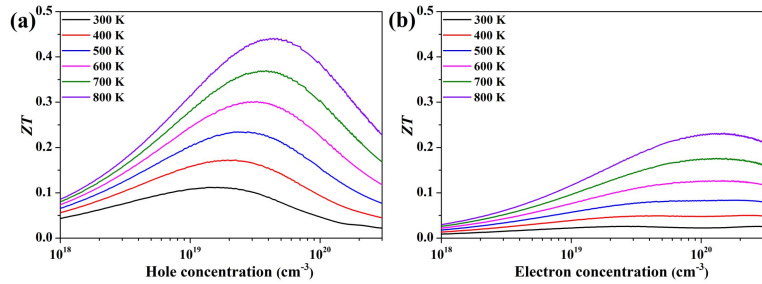 (a)
300 K
400 K
500 K
600 K
700 K
800 K
ZT
0.5
0.4
0.3
0.2
0.1
0.0
10^18
10^19
10^20
Hole concentration (cm^-3)
(b)
300 K
400 K
500 K
600 K
700 K
800 K
ZT
0.5
0.4
0.3
0.2
0.1
0.0
10^18
10^19
10^20
Electron concentration (cm^-3)